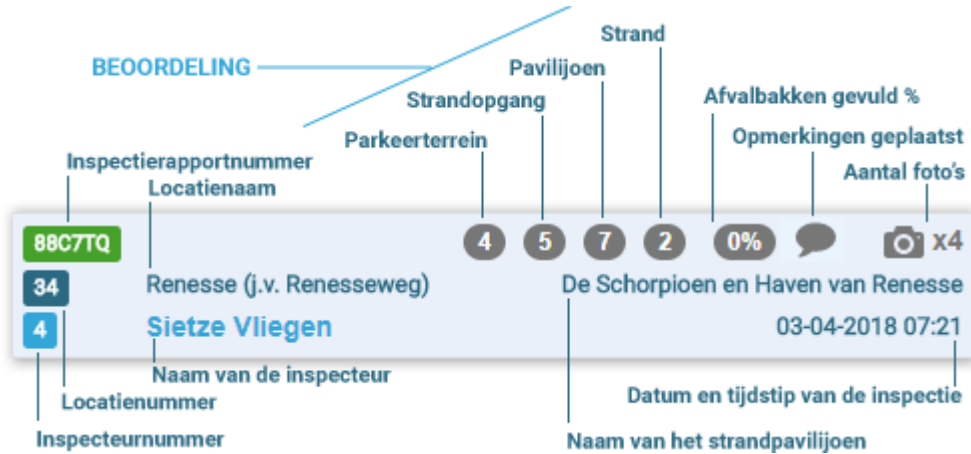 Strand
BEOORDELING
Paviljoen
Strandopgang
Afvalbakken gevuld %
Parkeerterrein
Opmerkingen geplaatst
Inspectierapportnummer
Aantal foto's
Locatienaam
88C7TQ 4 5 7 2 0% x4
34 Renesse (j.v. Renesseweg) De Schorpioen en Haven van Renesse
4 Sietze Vliegen 03-04-2018 07:21
Naam van de inspecteur
Locatienummer
Datum en tijdstip van de inspectie
Inspecteurnummer
Naam van het strandpaviljoen